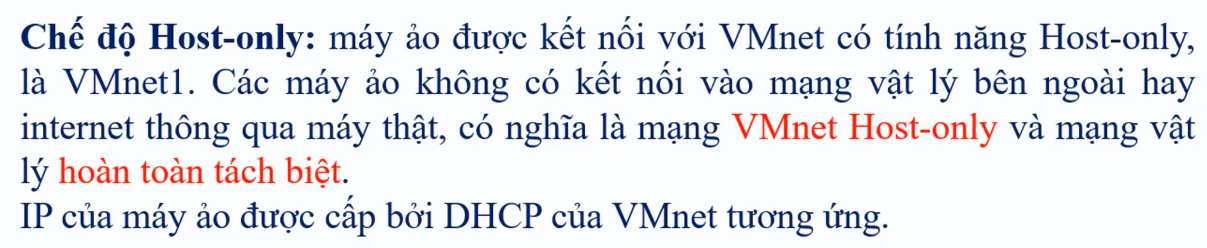 Chế độ Host-only: máy ảo được kết nối với VMnet có tính năng Host-only,
là VMnet1. Các máy ảo không có kết nối vào mạng vật lý bên ngoài hay
internet thông qua máy thật, có nghĩa là mạng VMnet Host-only và mạng vật
lý hoàn toàn tách biệt.
IP của máy ảo được cấp bởi DHCP của VMnet tương ứng.